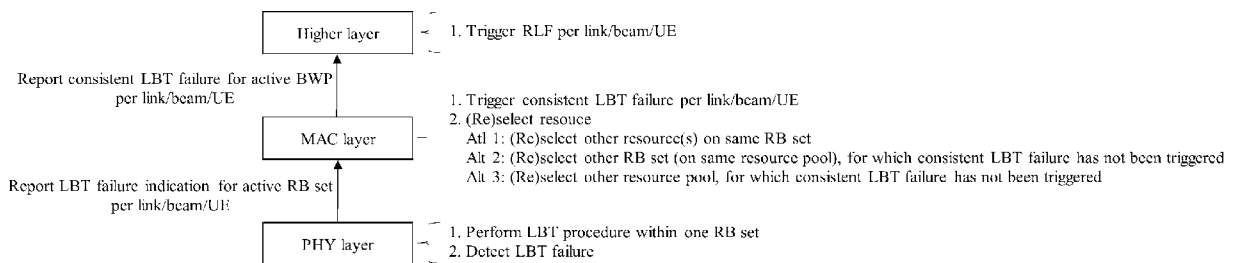 Higher layer
1. Trigger RLF per link/beam/UE
Report consistent LBT failure for active BWP
per link/beam/UE
MAC layer
1. Trigger consistent LBT failure per link/beam/UE
2. (Re)select resouce
Atl 1: (Re)select other resource(s) on same RB set
Alt 2: (Re)select other RB set (on same resource pool), for which consistent LBT failure has not been triggered
Alt 3: (Re)select other resource pool, for which consistent LBT failure has not been triggered
Report LBT failure indication for active RB set
per link/beam/UE
PHY layer
1. Perform LBT procedure within one RB set
2. Detect LBT failure